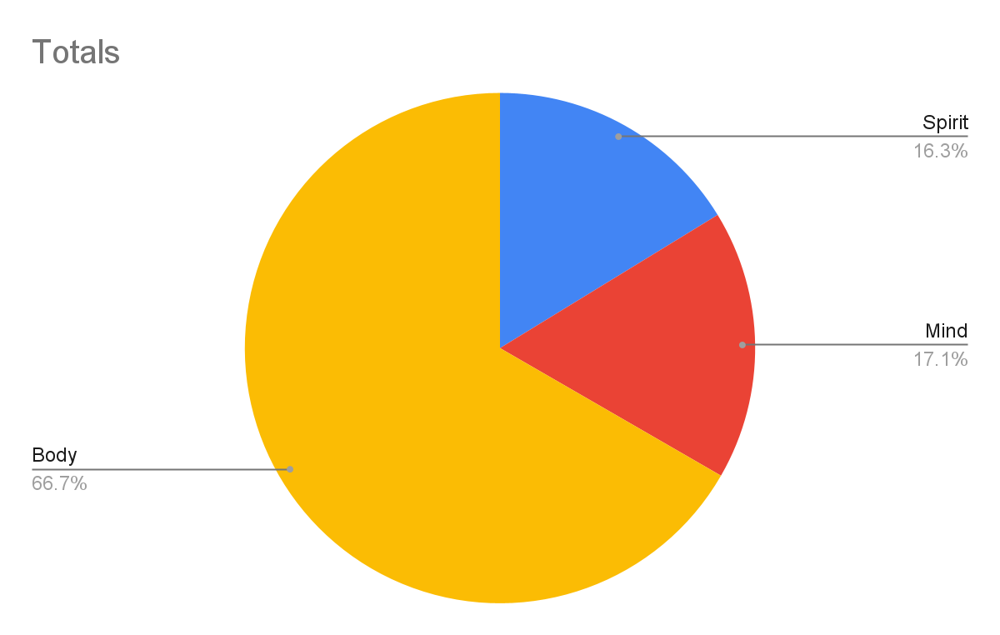 Totals
Spirit
16.3%
Mind
17.1%
Body
66.7%